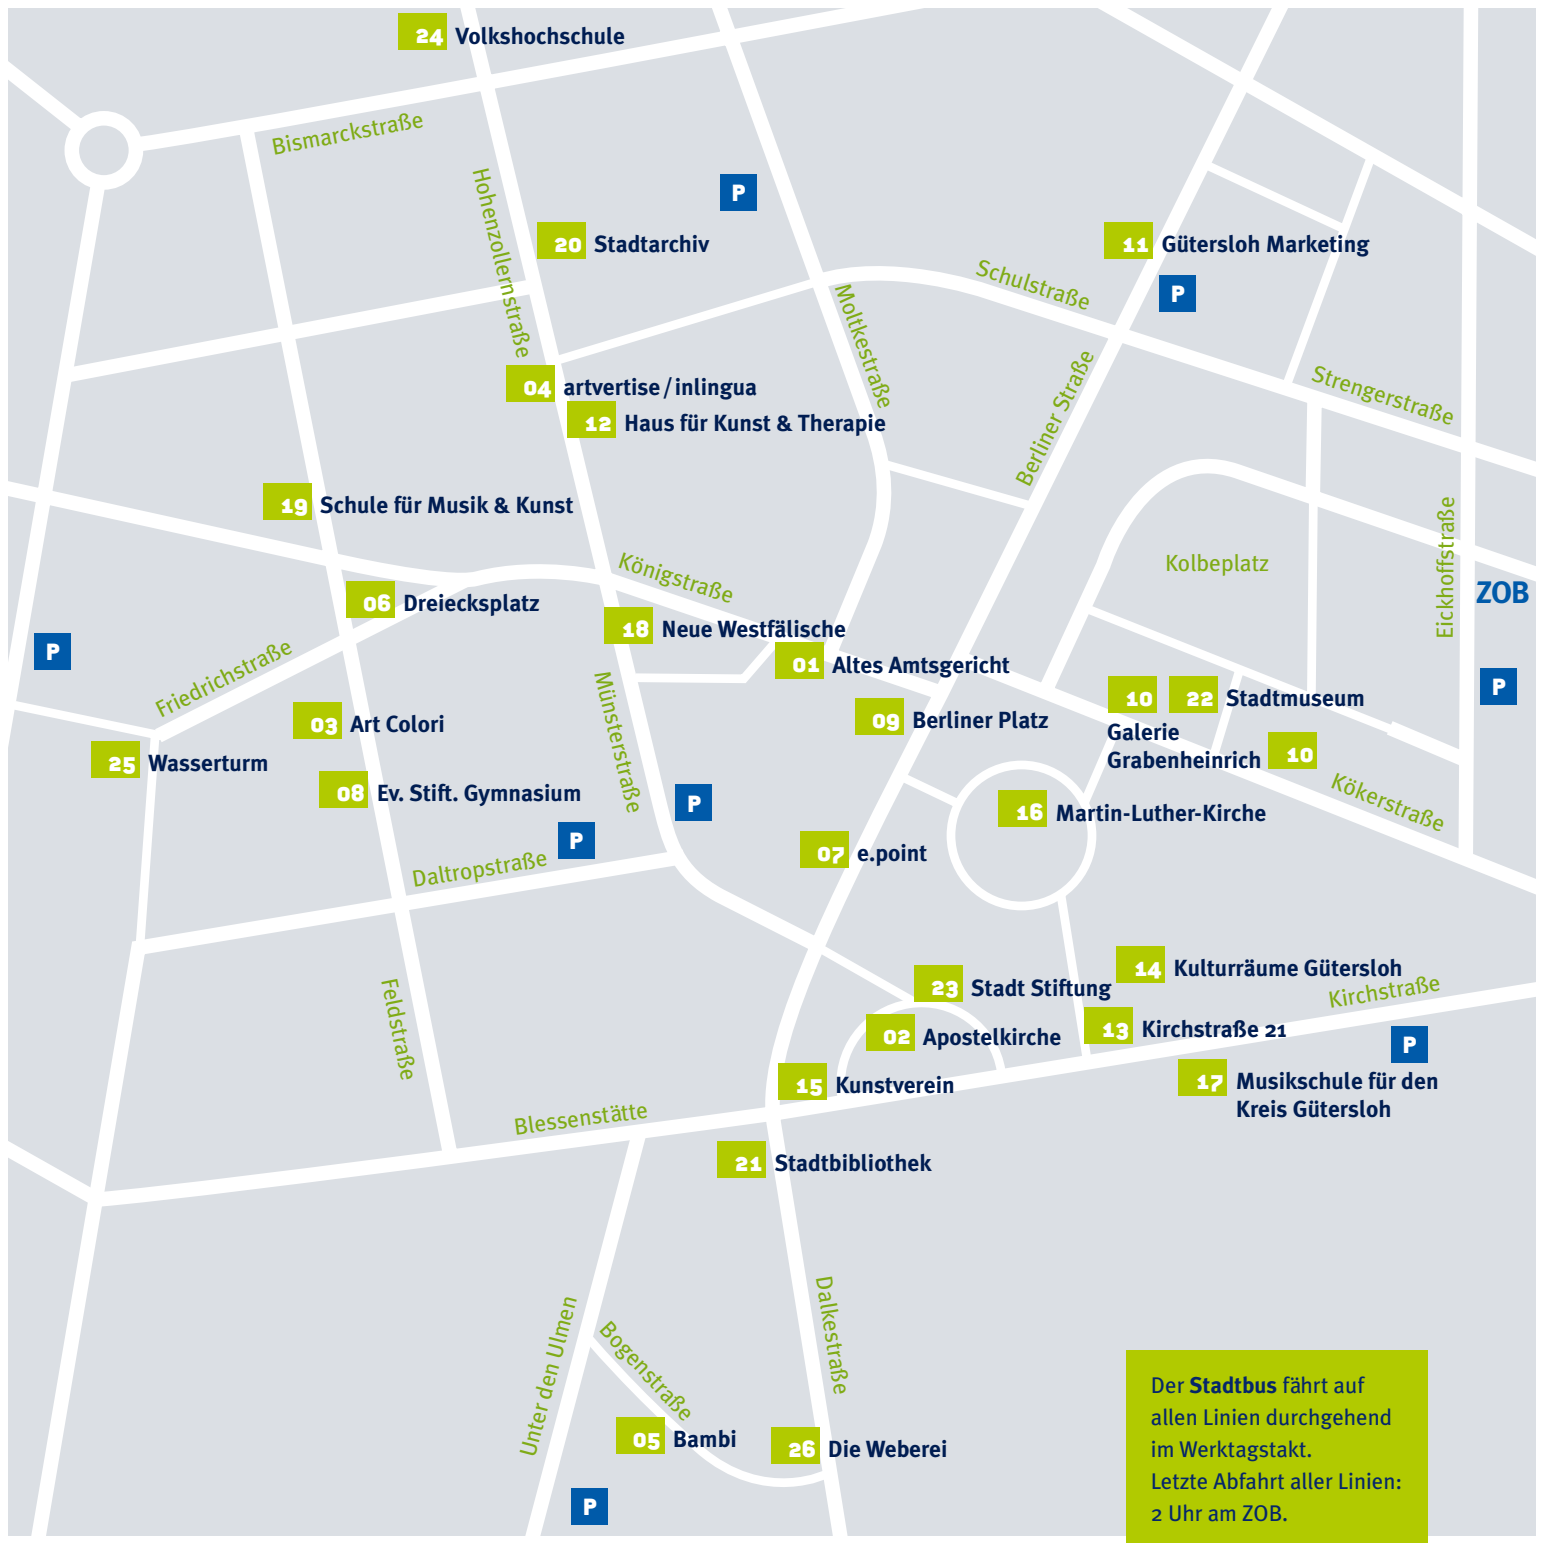 24 Volkshochschule
Bismarckstraße
Hohenzollernstraße
P
20 Stadtarchiv
11 Gütersloh Marketing
P
Schulstraße
Moltkestraße
Berliner Straße
Strengerstraße
04 artvertise / inlingua
12 Haus für Kunst & Therapie
19 Schule für Musik & Kunst
Königstraße
Kolbeplatz
Eickhoffstraße
ZOB
06 Dreiecksplatz
18 Neue Westfälische
P
Friedrichstraße
01 Altes Amtsgericht
Münsterstraße
P
03 Art Colori
09 Berliner Platz
10 22 Stadtmuseum
Galerie
Grabenheinrich 10
25 Wasserturm
08 Ev. Stift. Gymnasium
P
Kökerstraße
16 Martin-Luther-Kirche
P
07 e.point
Daltropstraße
14 Kulturräume Gütersloh
23 Stadt Stiftung
Kirchstraße
Feldstraße
02 Apostelkirche
13 Kirchstraße 21
P
15 Kunstverein
17 Musikschule für den
Kreis Gütersloh
Blessenstätte
21 Stadtbibliothek
Unter den Ulmen
Bogenstraße
Dalkestraße
05 Bambi
26 Die Weberei
P
Der Stadtbus fährt auf
allen Linien durchgehend
im Werktagstakt.
Letzte Abfahrt aller Linien:
2 Uhr am ZOB.